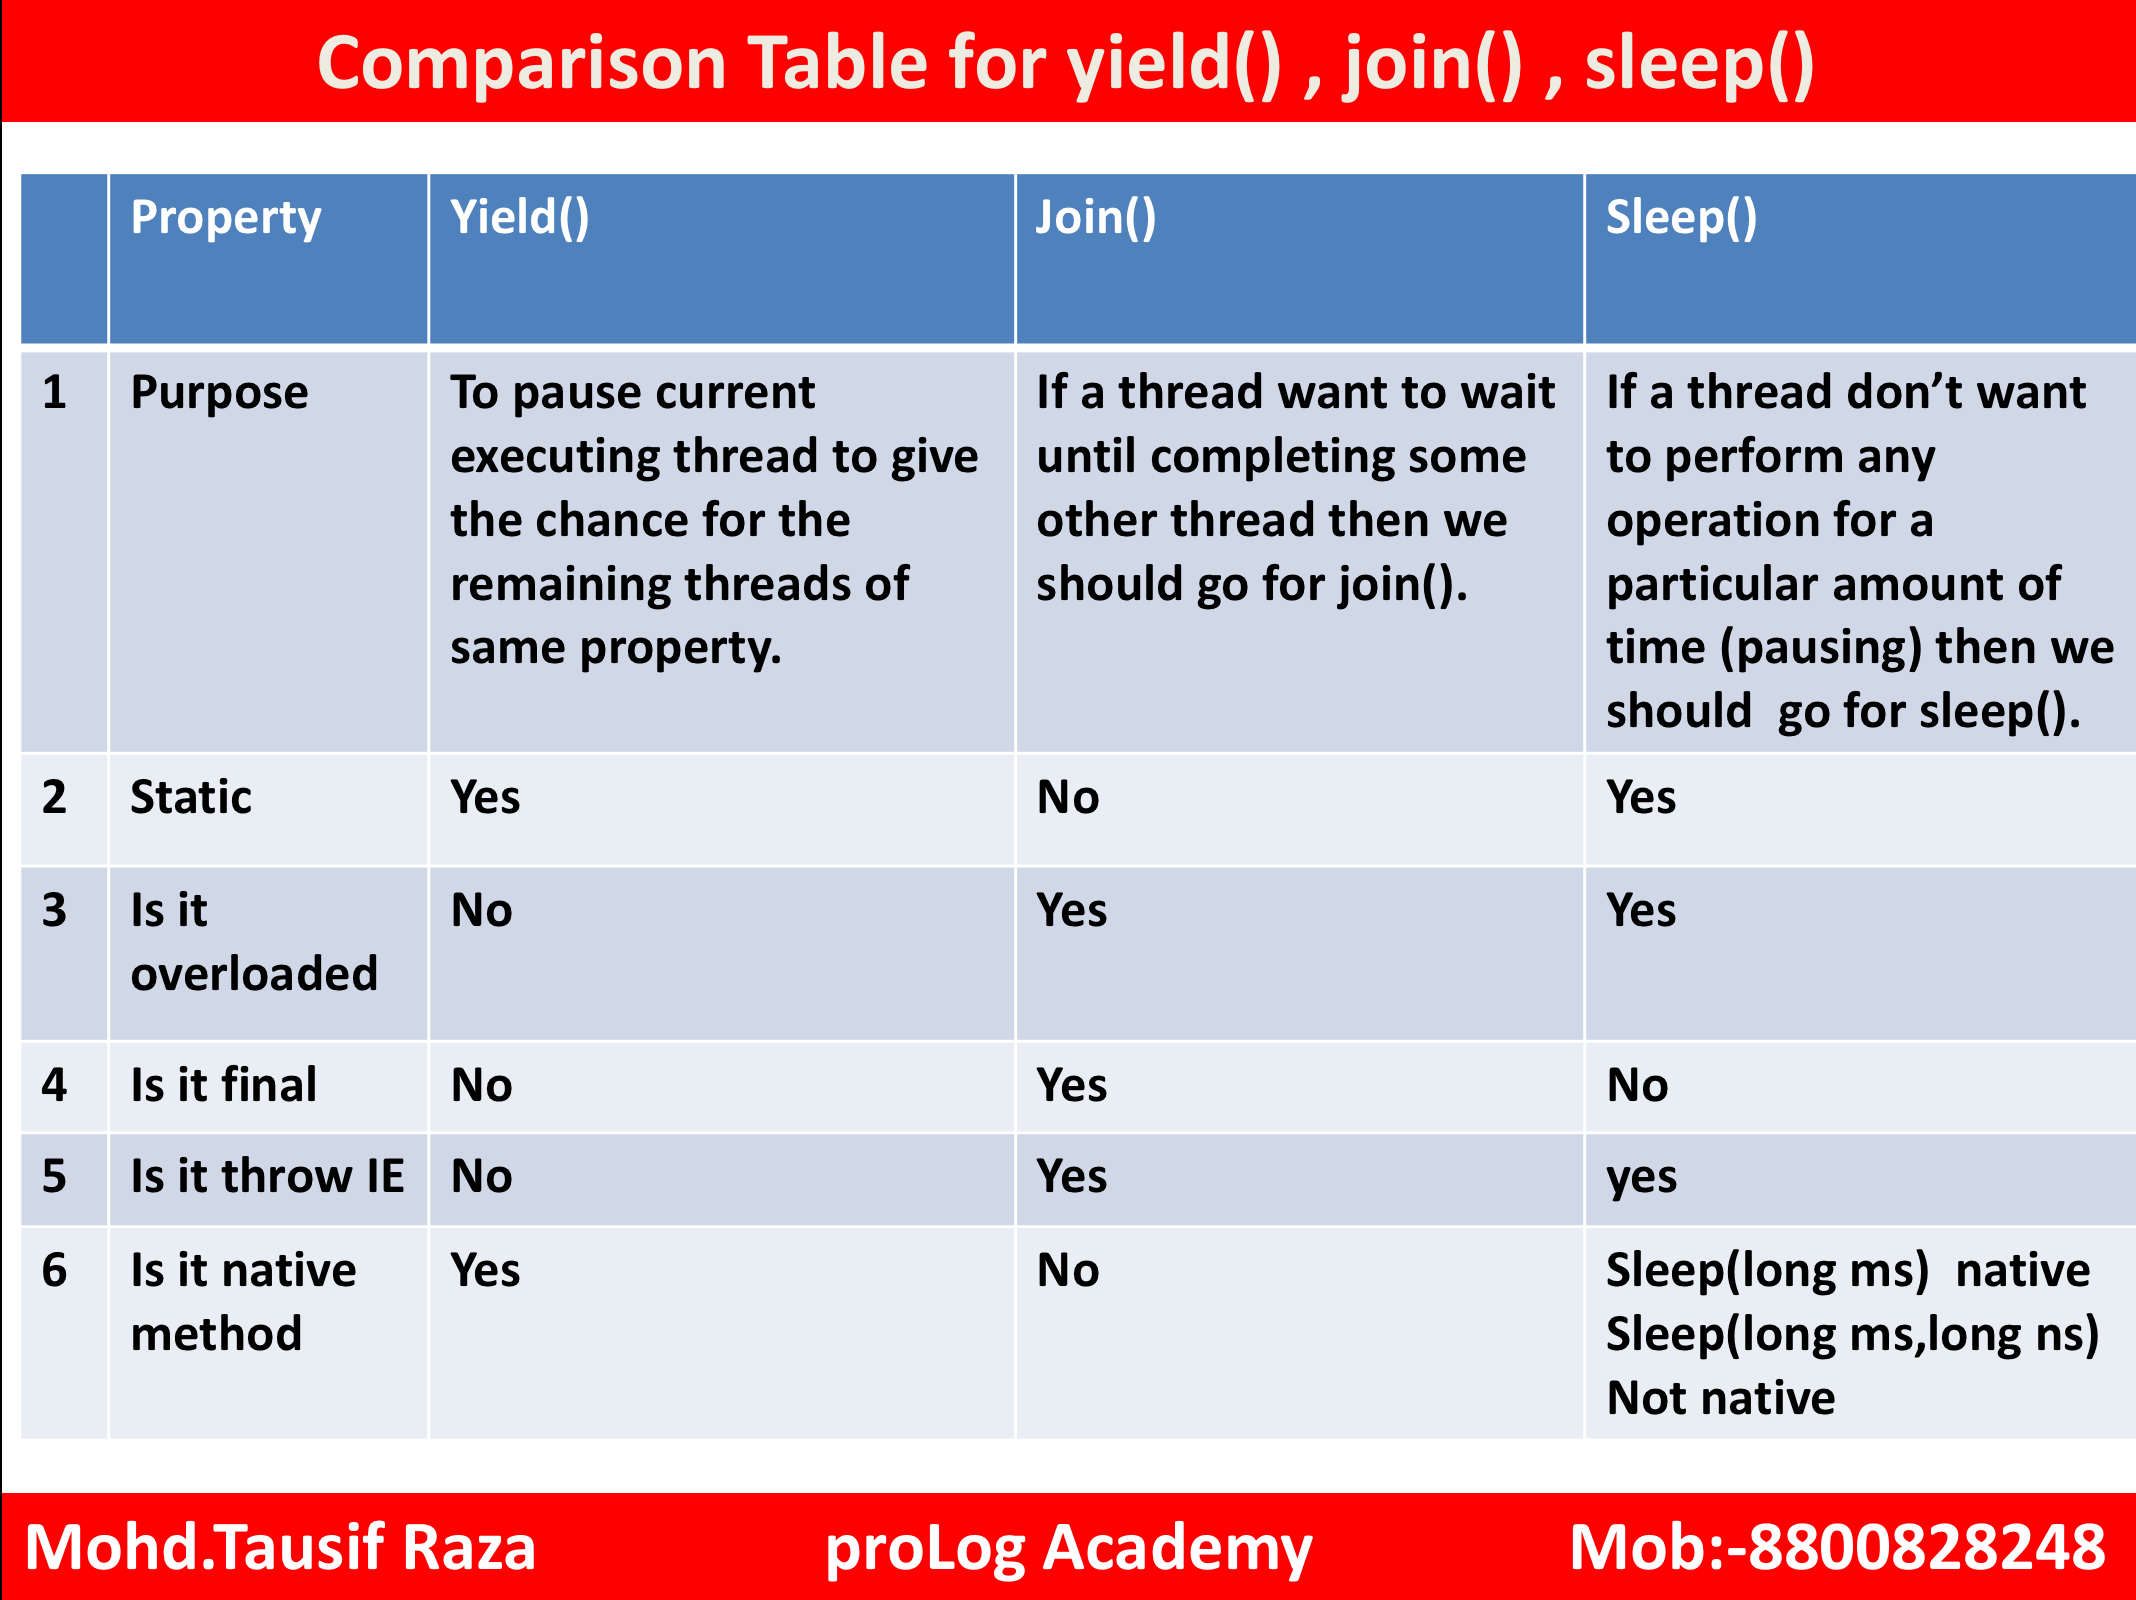 Comparison Table for yield() , join() , sleep()
Property
Yield()
Join()
Sleep()
1
Purpose
To pause current
executing thread to give
the chance for the
remaining threads of
same property.
If a thread want to wait
until completing some
other thread then we
should go for join().
If a thread don’t want
to perform any
operation for a
particular amount of
time (pausing) then we
should  go for sleep().
2
Static
Yes
No
Yes
3
Is it
overloaded
No
Yes
Yes
4
Is it final
No
Yes
No
5
Is it throw IE
No
Yes
yes
6
Is it native
method
Yes
No
Sleep(long ms)  native
Sleep(long ms,long ns)
Not native
Mohd.Tausif Raza
proLog Academy
Mob:-8800828248